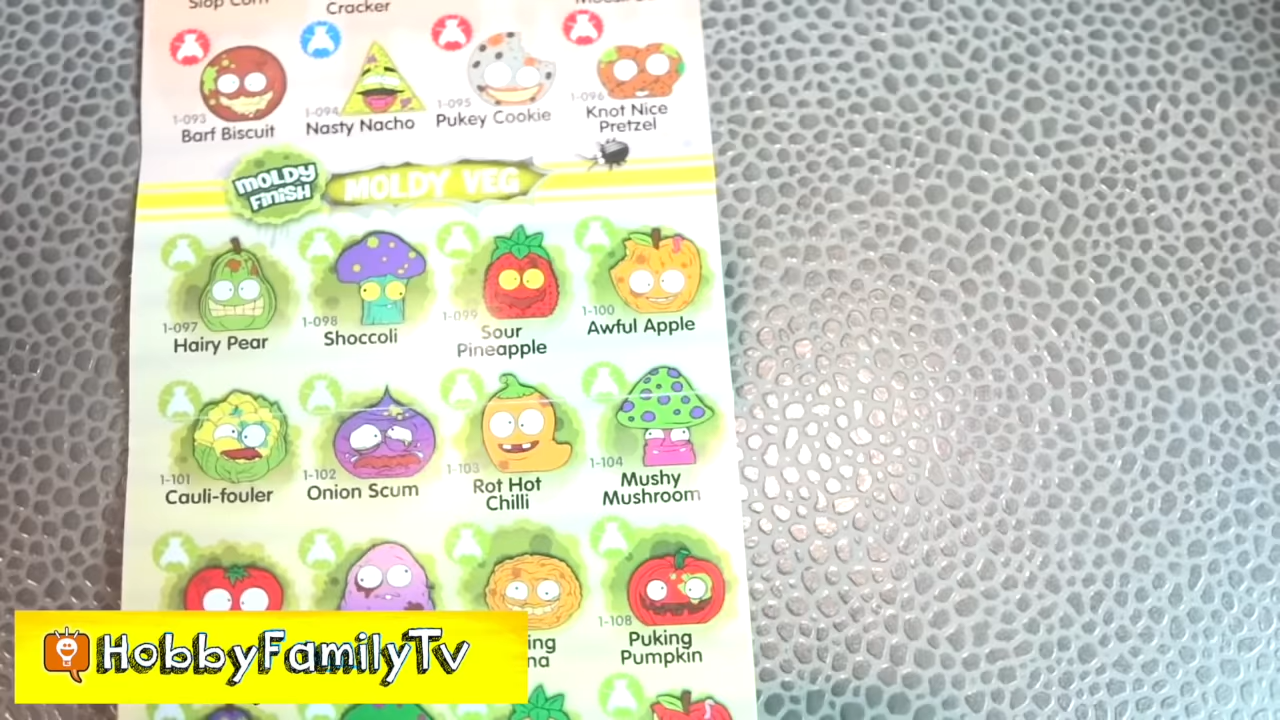 Cracker
1-093 1-094 1-095 1-096
Barf Biscuit Nasty Nacho Pukey Cookie Knot Nice
Pretzel
MOLDY
FINISH
MOLDY VEG
1-097 1-098 1-099 1-100
Hairy Pear Shoccoli Sour
Pineapple Awful Apple
1-101 1-102 1-103 1-104
Cauli-fouler Onion Scum Rot Hot
Chilli Mushy
Mushroom
1-108
Puking
Pumpkin
HobbyFamilyTv